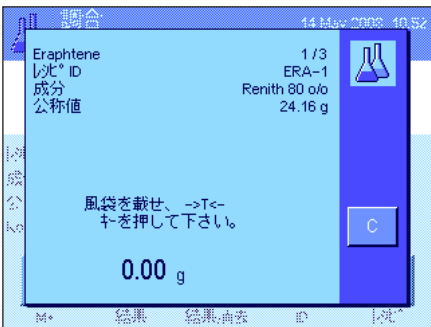 調合
14 May 2008 10:52
Eraphtene 1/3
ﾚｼﾋﾟ ID ERA-1
成分 Renith 80 o/o
公称値 24.16 g
風袋を載せ、 ->T<-
ｷｰを押して下さい。
C
0.00 g
M+ 結果 結果消去 ID ﾚｼﾋﾟ